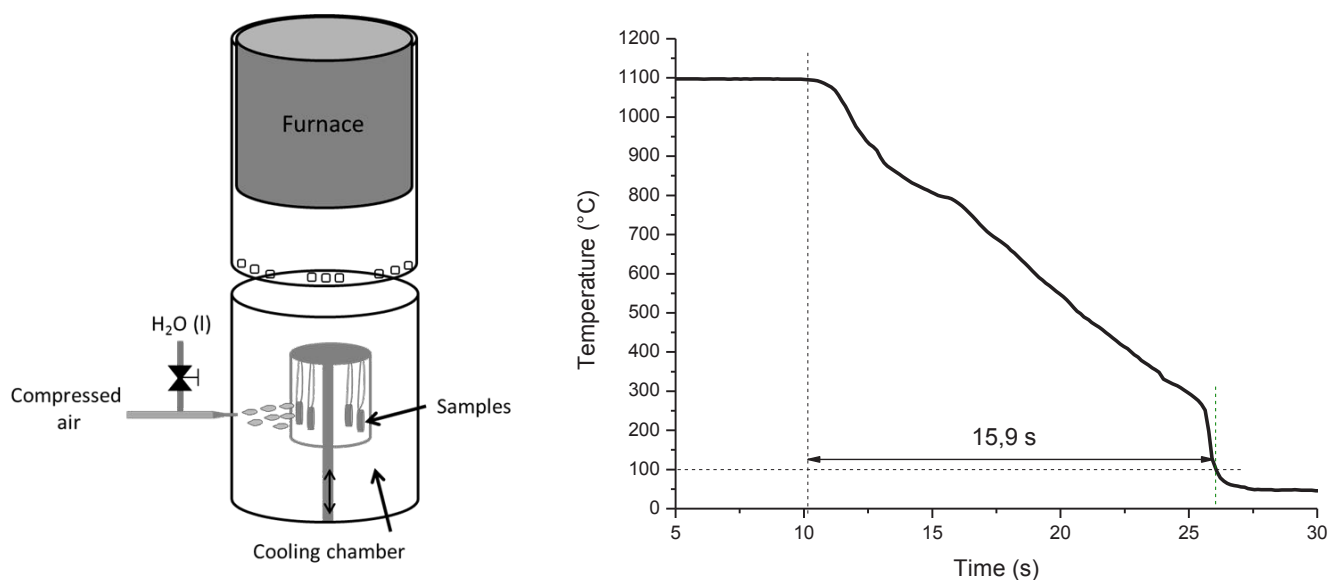 Furnace
H₂O (l)
Compressed
air
Samples
Cooling chamber
1200
1100
1000
900
800
700
600
500
400
300
200
100
0
Temperature (°C)
15,9 s
5
10
15
20
25
30
Time (s)